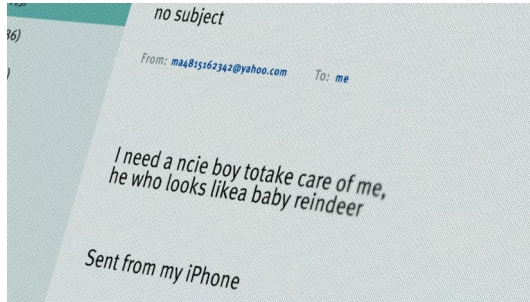 36)
no subject
From: ma4815162342@yahoo.com To: me
I need a ncie boy totake care of me,
he who looks likea baby reindeer
Sent from my iPhone